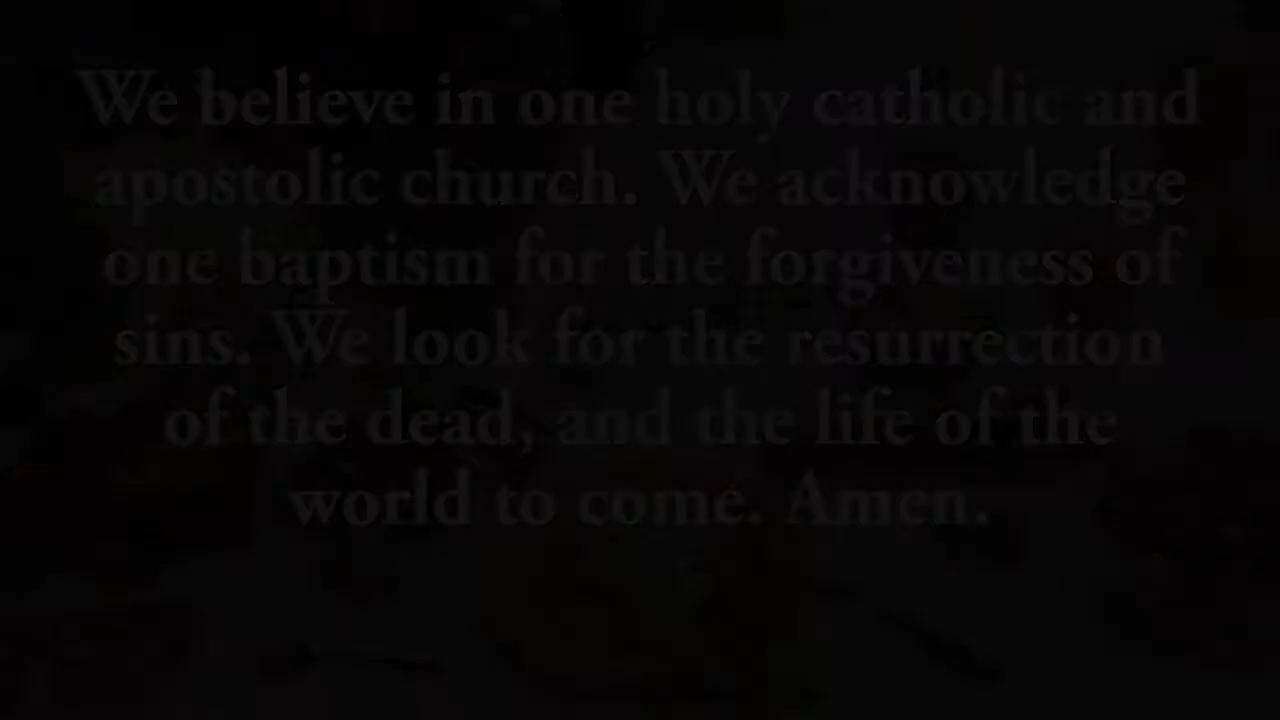 We believe in one holy catholic and
apostolic church. We acknowledge
one baptism for the forgiveness of
sins. We look for the resurrection
of the dead, and the life of the
world to come. Amen.